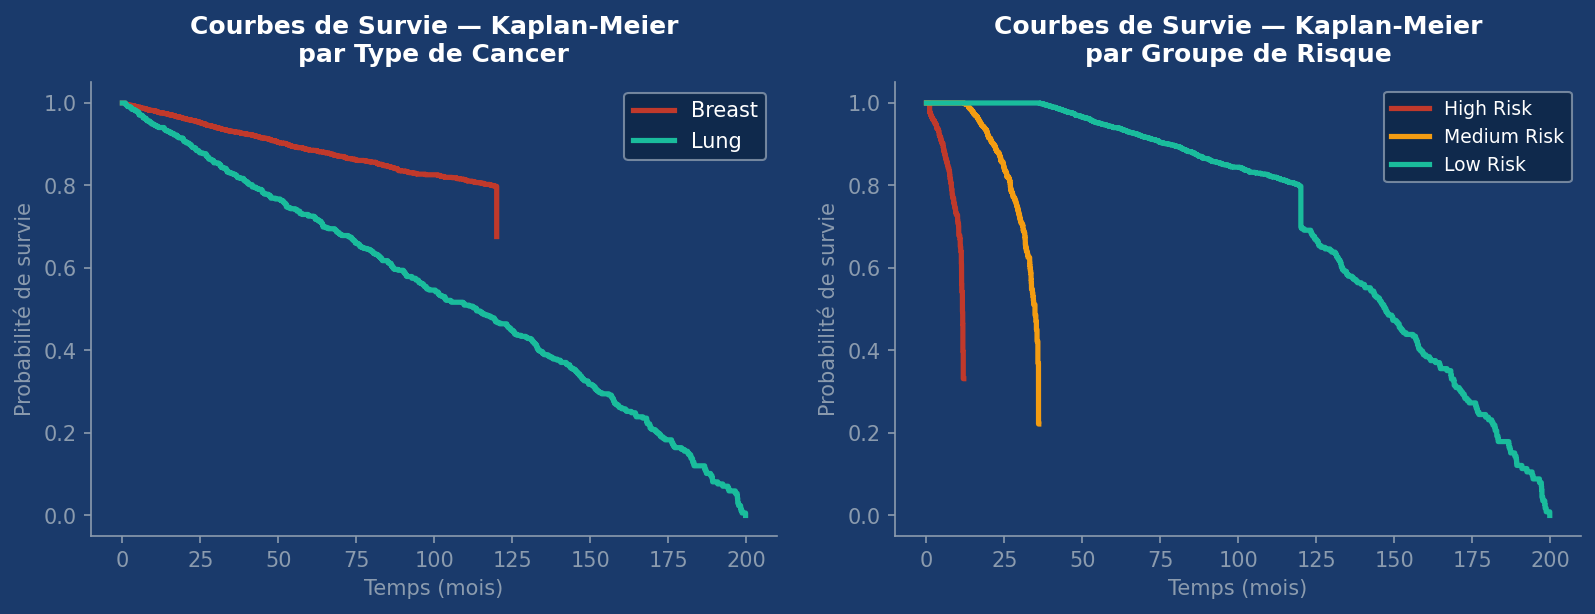 Courbes de Survie — Kaplan-Meier
par Type de Cancer
Probabilité de survie
1.0
0.8
0.6
0.4
0.2
0.0
Breast
Lung
0 25 50 75 100 125 150 175 200
Temps (mois)
Courbes de Survie — Kaplan-Meier
par Groupe de Risque
Probabilité de survie
1.0
0.8
0.6
0.4
0.2
0.0
High Risk
Medium Risk
Low Risk
0 25 50 75 100 125 150 175 200
Temps (mois)